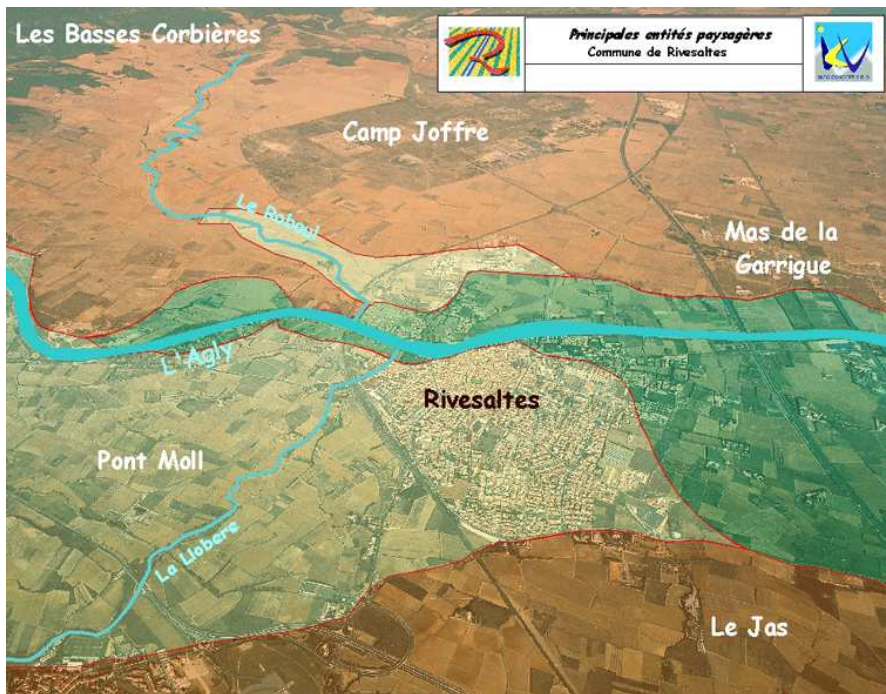 Les Basses Corbières
Principales entités paysagères
Commune de Rivesaltes
Camp Joffre
Le Roboul
Mas de la
Garrigue
L'Agly
Rivesaltes
Pont Moll
La Llobere
Le Jas